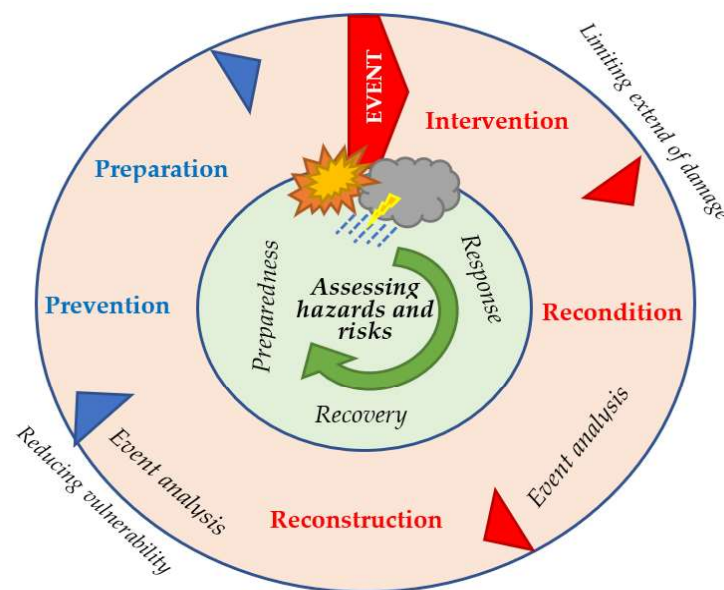 EVENT
Intervention
Limiting extend of damage
Recondition
Event analysis
Reconstruction
Event analysis
Reducing vulnerability
Prevention
Preparation
Preparedness
Response
Recovery
Assessing
hazards and
risks